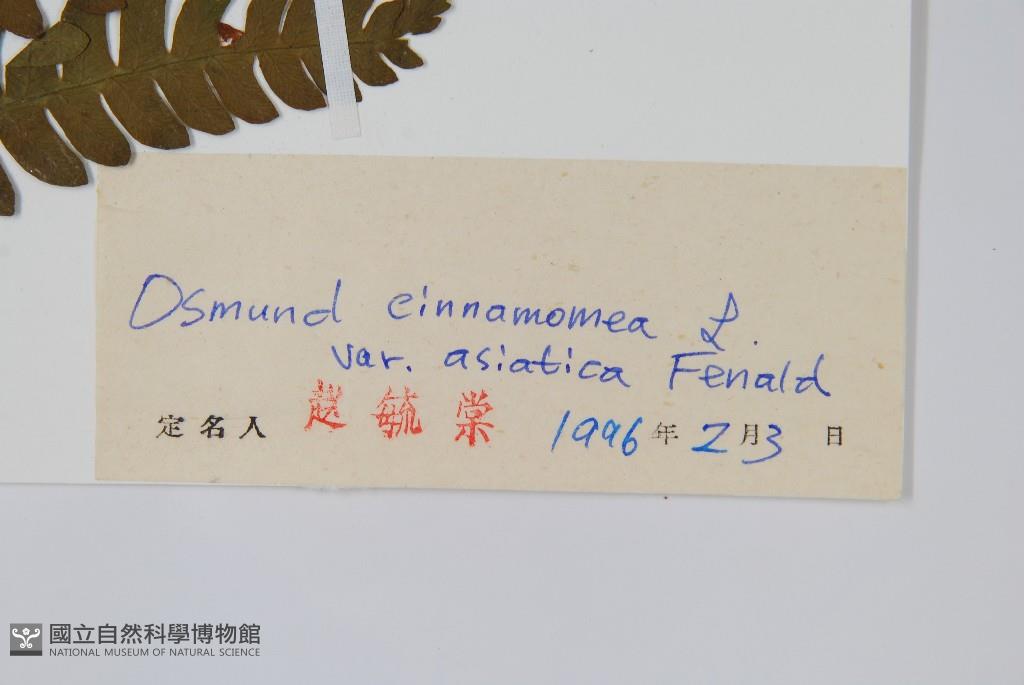 Osmund cinnamomea L.
var. asiatica Fenald
定名人 趙毓棠 1996年2月3日
國立自然科學博物館
NATIONAL MUSEUM OF NATURAL SCIENCE